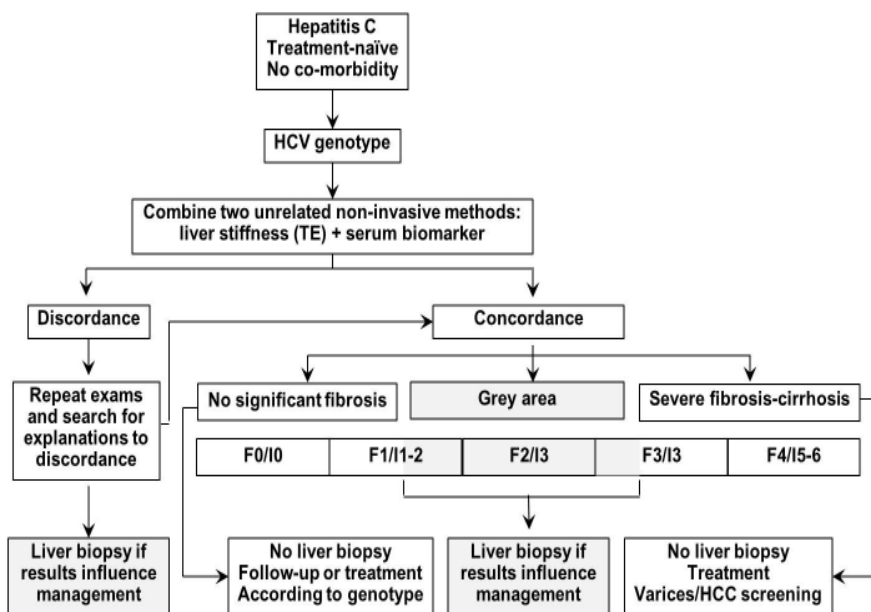 Hepatitis C
Treatment-naïve
No co-morbidity
HCV genotype
Combine two unrelated non-invasive methods:
liver stiffness (TE) + serum biomarker
Discordance
Concordance
Repeat exams
and search for
explanations to
discordance
No significant fibrosis
Grey area
Severe fibrosis-cirrhosis
F0/I0
F1/I1-2
F2/I3
F3/I3
F4/I5-6
Liver biopsy if
results influence
management
No liver biopsy
Follow-up or treatment
According to genotype
Liver biopsy if
results influence
management
No liver biopsy
Treatment
Varices/HCC screening